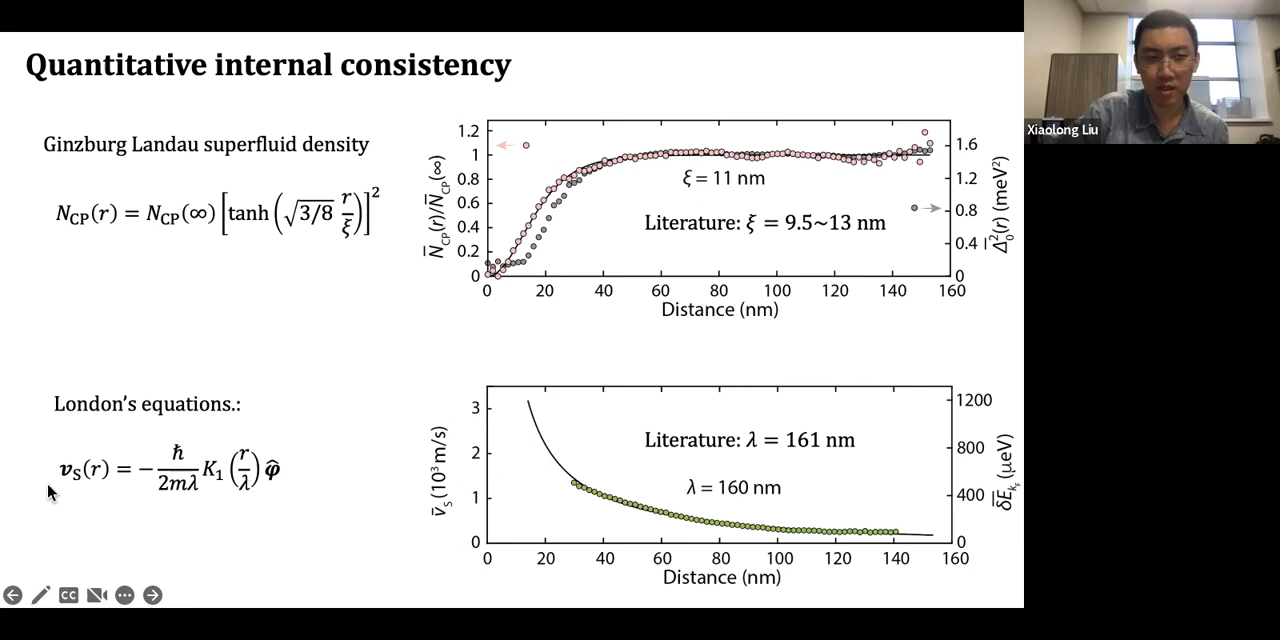 Quantitative internal consistency
Ginzburg Landau superfluid density
N_CP(r) = N_CP(∞) [tanh (√3/8 r/ξ)]²
1.2
1
0.8
0.6
0.4
0.2
0
N̅_CP(r)/N̅_CP(∞)
ξ = 11 nm
Literature: ξ = 9.5~13 nm
1.6
1.2
0.8
0.4
0
Δ̅₀²(r) (meV²)
0 20 40 60 80 100 120 140 160
Distance (nm)
London's equations.:
v_S(r) = − ħ/2mλ K₁ (r/λ) φ̂
3
2
1
0
v̅_S (10³ m/s)
Literature: λ = 161 nm
λ = 160 nm
1200
800
400
0
δ̅E_kF (μeV)
0 20 40 60 80 100 120 140 160
Distance (nm)
CC
Xiaolong Liu